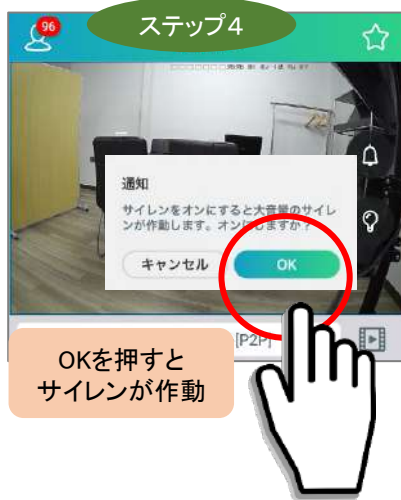 ステップ4
96
通知
サイレンをオンにすると大音量のサイレ
ンが作動します。オンにしますか？
キャンセル
OK
[P2P]
OKを押すと
サイレンが作動